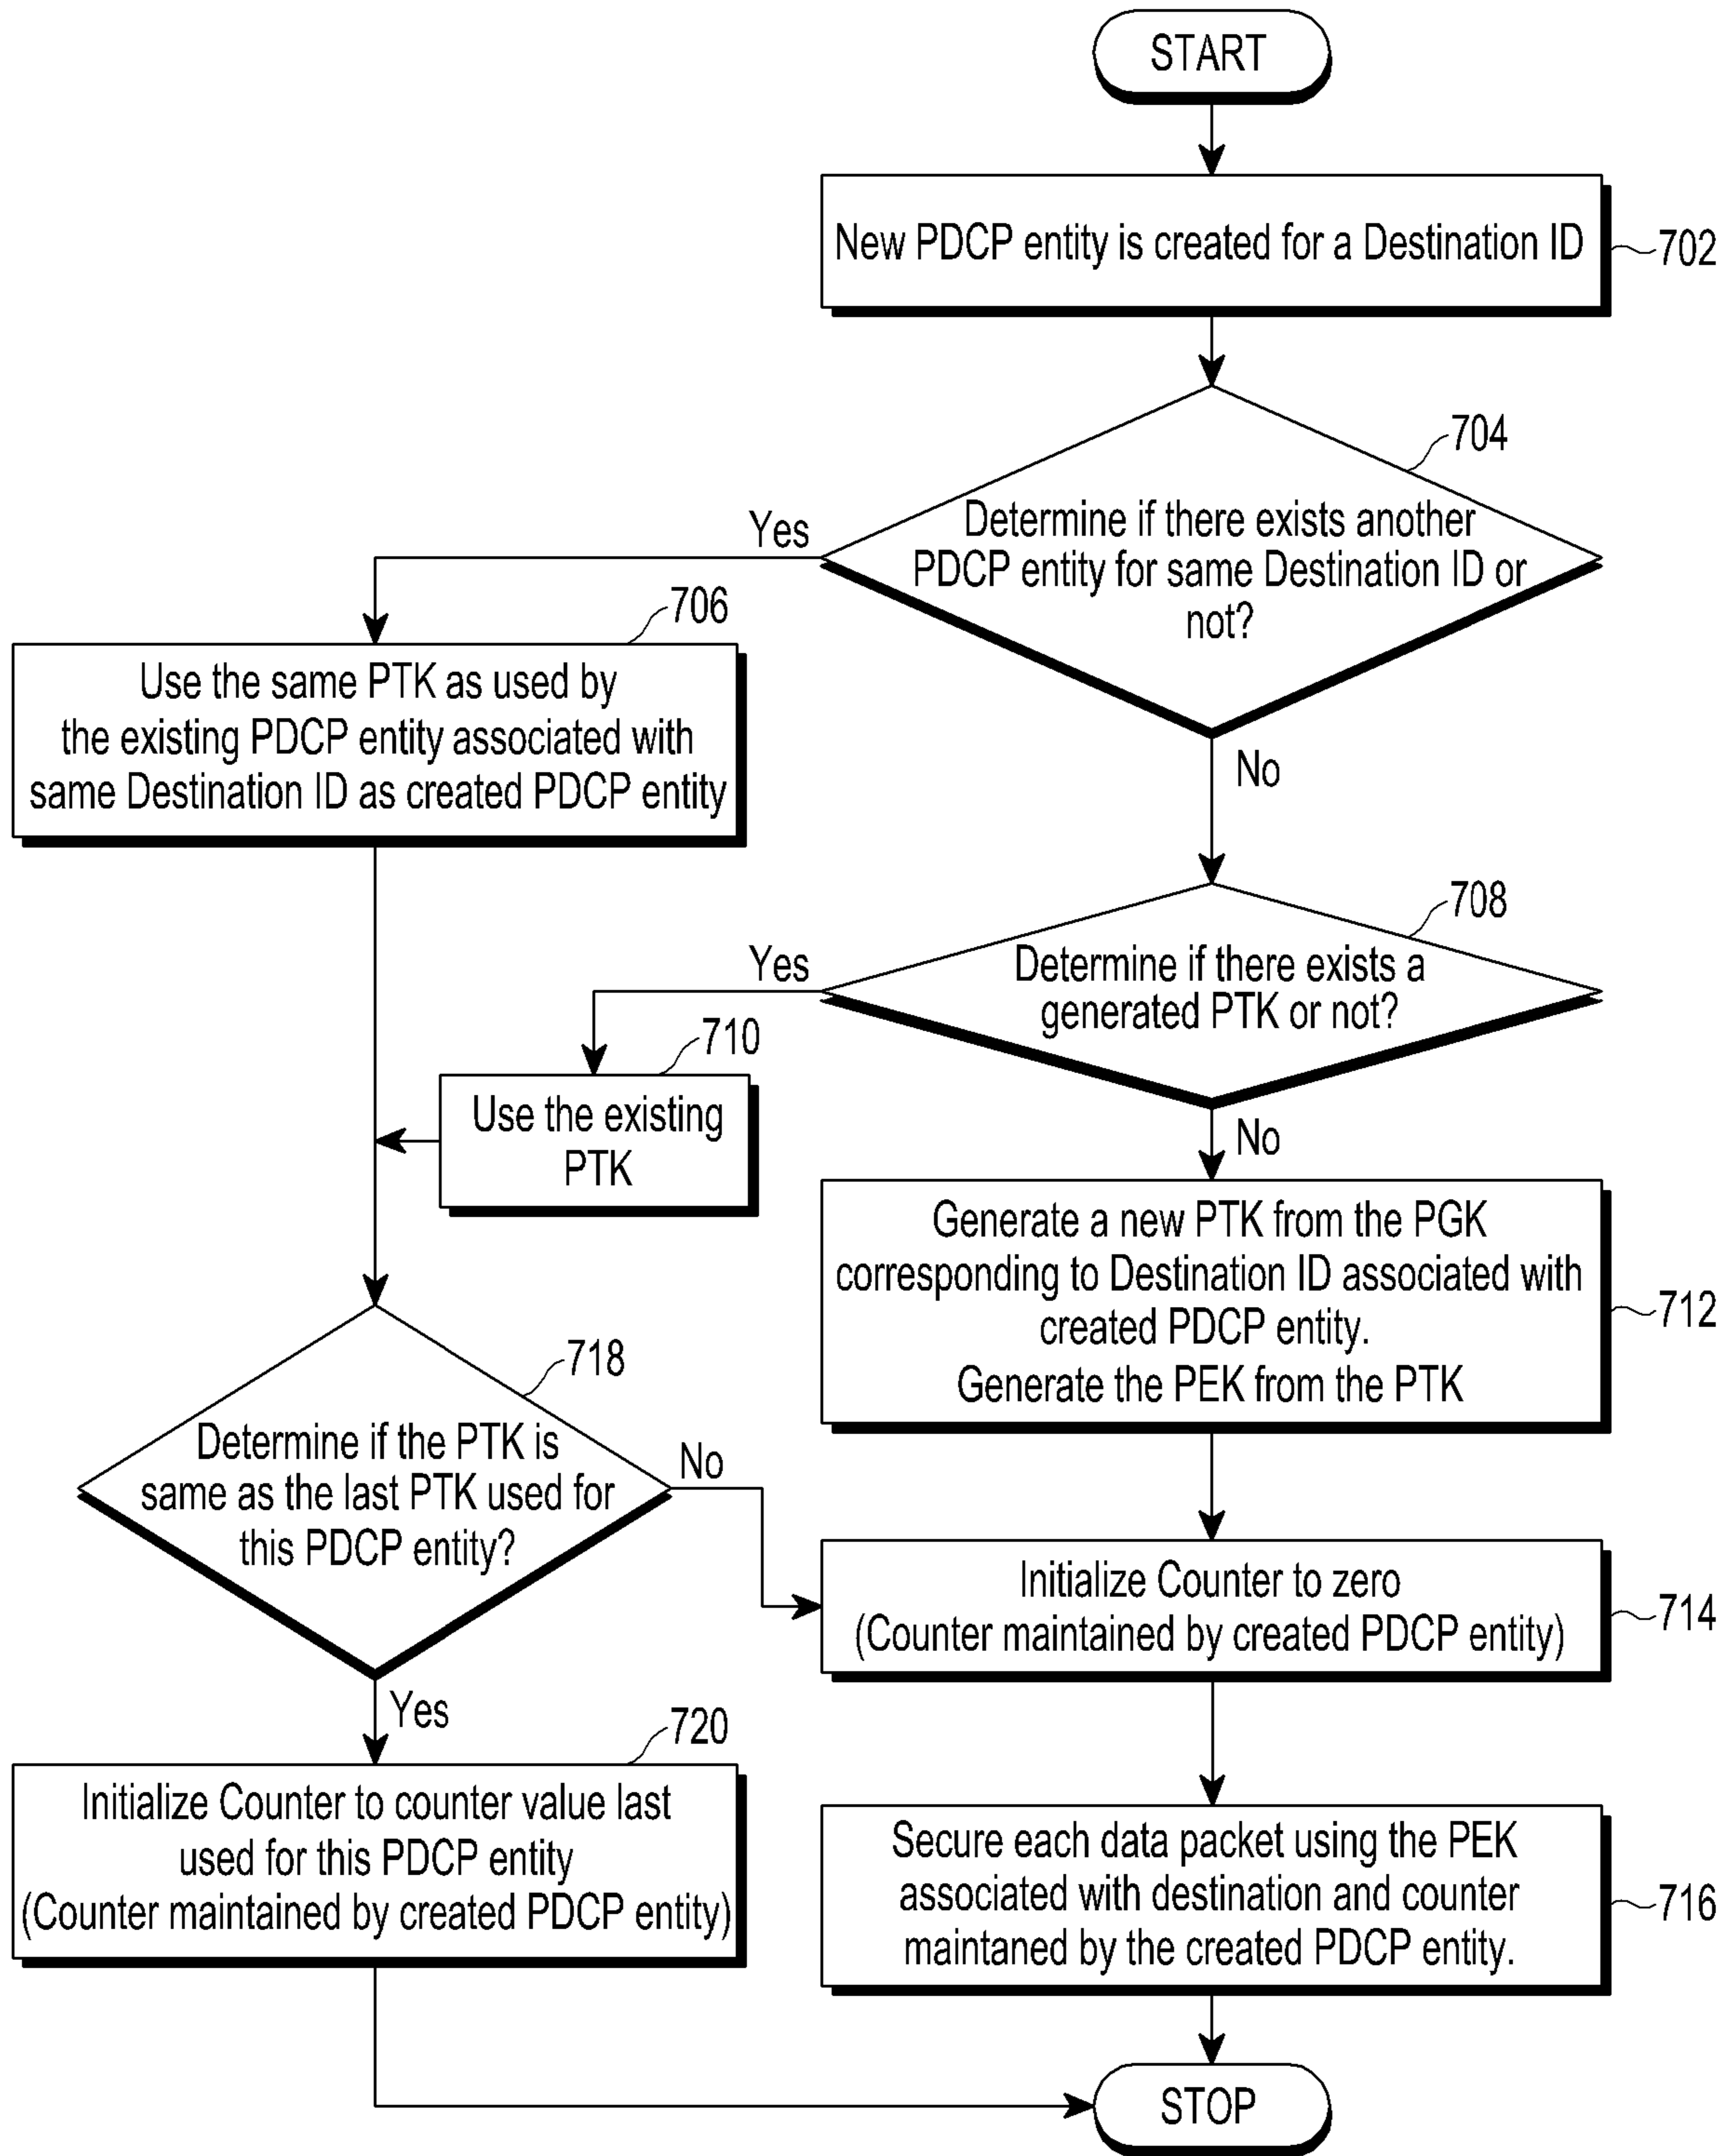 START
New PDCP entity is created for a Destination ID
702
704
Determine if there exists another
PDCP entity for same Destination ID or
not?
Yes
No
706
Use the same PTK as used by
the existing PDCP entity associated with
same Destination ID as created PDCP entity
708
Determine if there exists a
generated PTK or not?
Yes
No
710
Use the existing
PTK
Generate a new PTK from the PGK
corresponding to Destination ID associated with
created PDCP entity.
Generate the PEK from the PTK
712
718
Determine if the PTK is
same as the last PTK used for
this PDCP entity?
No
Yes
Initialize Counter to zero
(Counter maintained by created PDCP entity)
714
720
Initialize Counter to counter value last
used for this PDCP entity
(Counter maintained by created PDCP entity)
Secure each data packet using the PEK
associated with destination and counter
maintaned by the created PDCP entity.
716
STOP